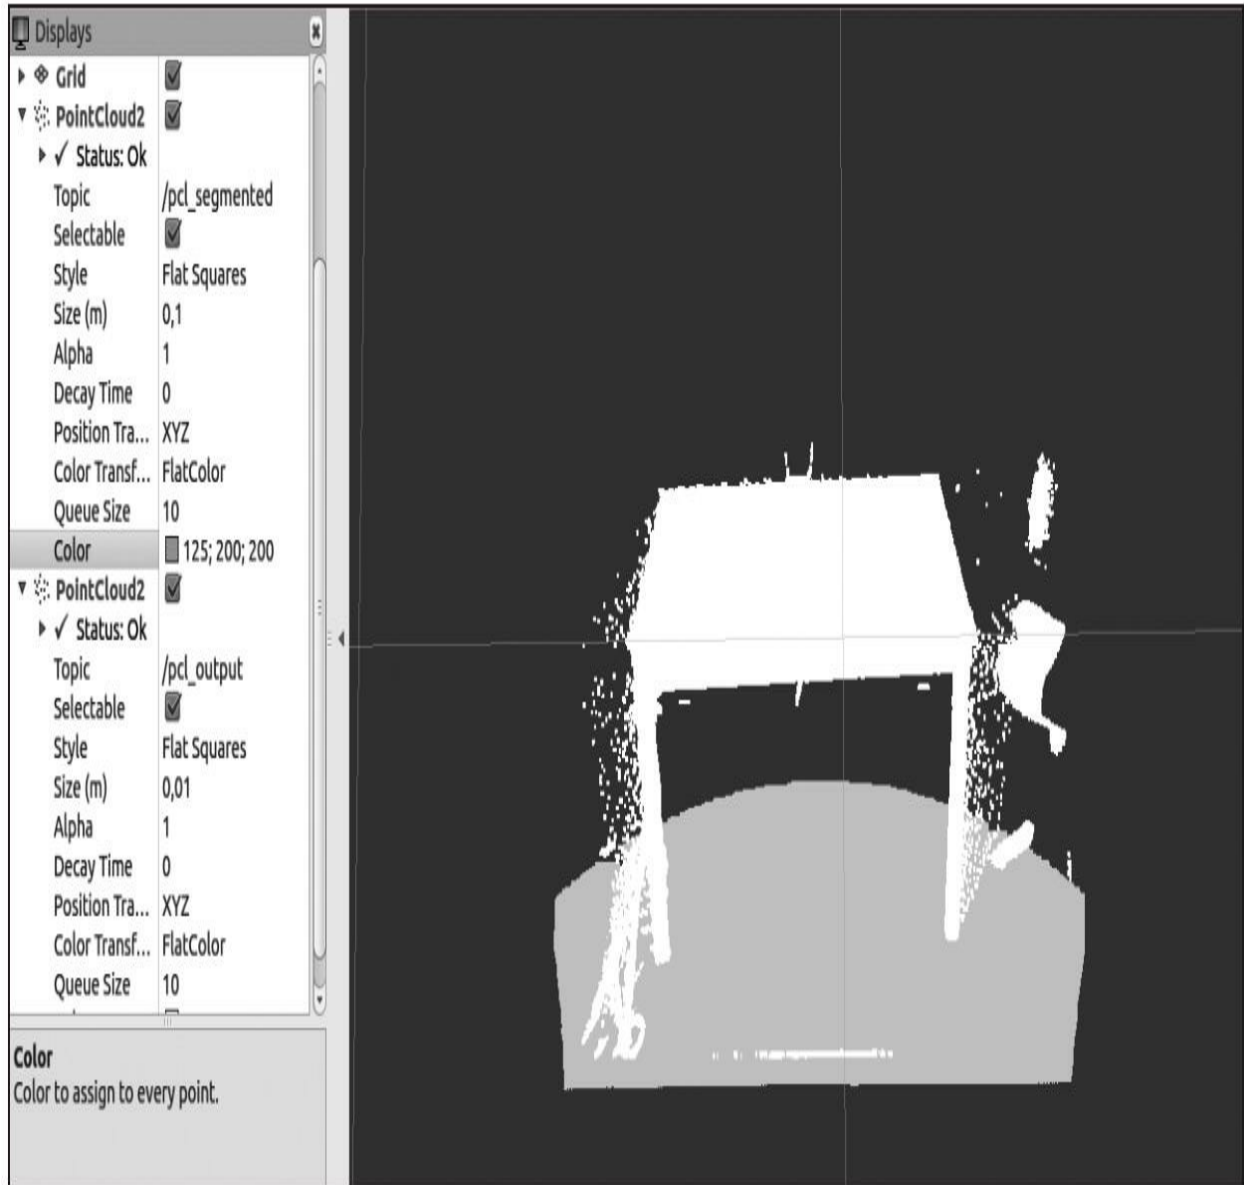 Displays
Grid
PointCloud2
Status: Ok
Topic /pcl_segmented
Selectable
Style Flat Squares
Size (m) 0,1
Alpha 1
Decay Time 0
Position Tra... XYZ
Color Transf... FlatColor
Queue Size 10
Color 125; 200; 200
PointCloud2
Status: Ok
Topic /pcl_output
Selectable
Style Flat Squares
Size (m) 0,01
Alpha 1
Decay Time 0
Position Tra... XYZ
Color Transf... FlatColor
Queue Size 10
Color
Color to assign to every point.